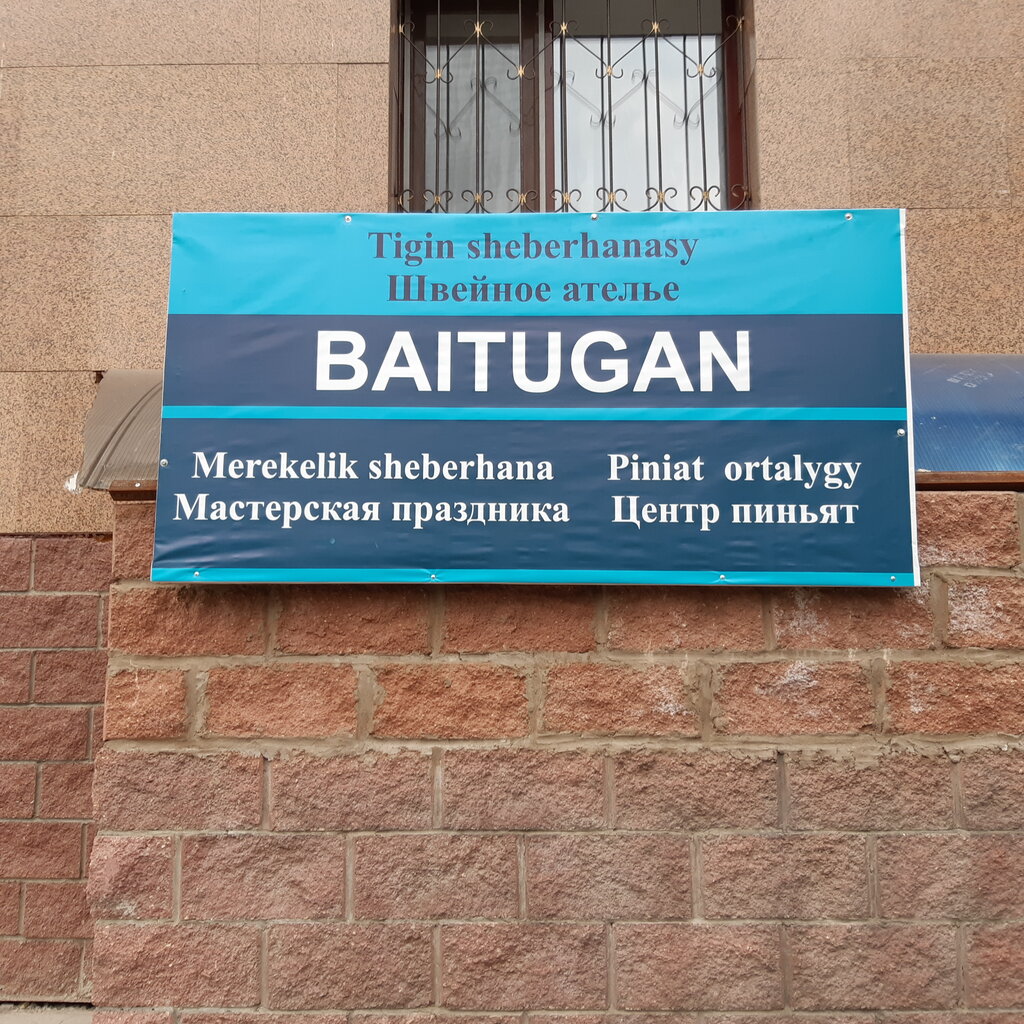 Tigin sheberhanasy
Швейное ателье
BAITUGAN
Merekelik sheberhana
Мастерская праздника
Piniat ortalygy
Центр пиньят